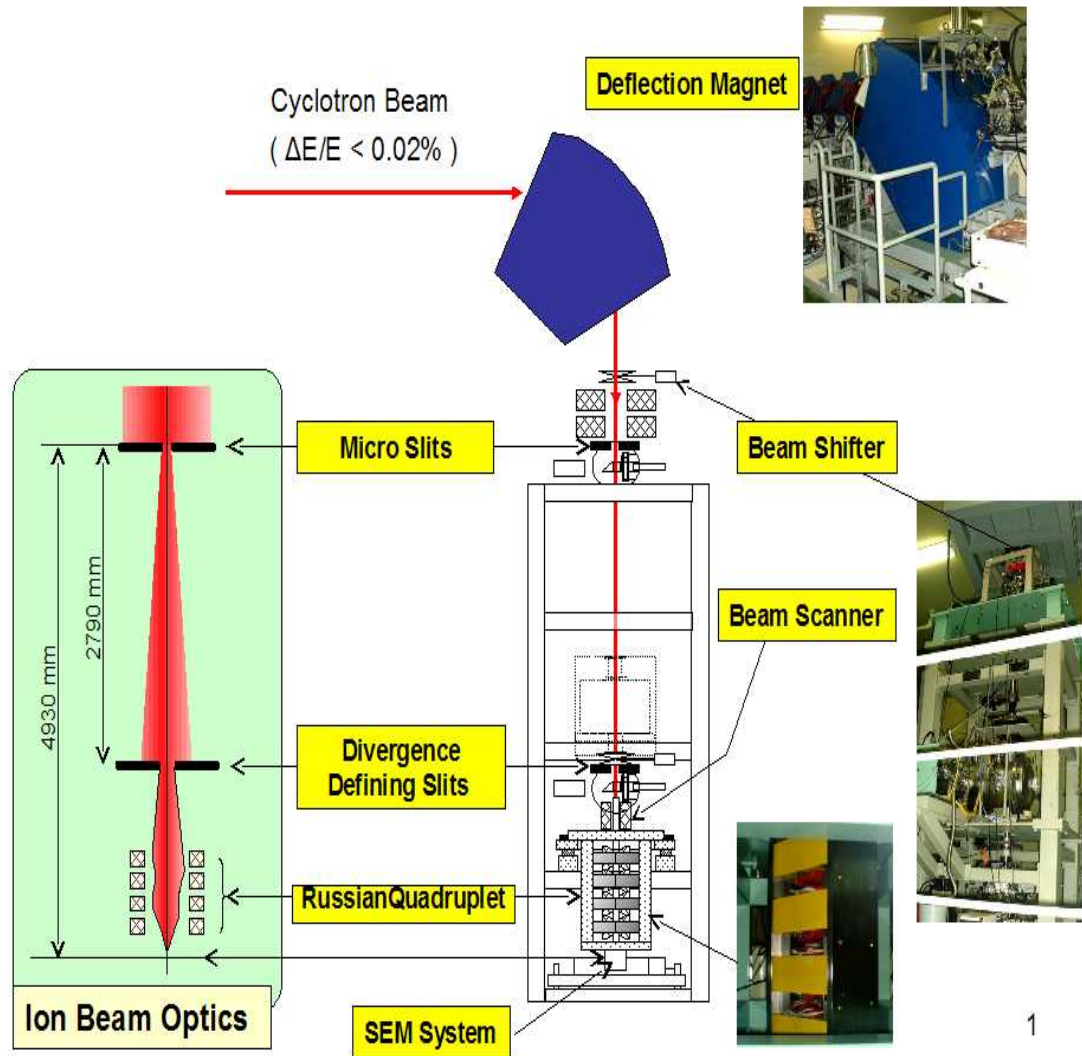 Deflection Magnet
Cyclotron Beam
( ΔE/E < 0.02% )
Micro Slits
Beam Shifter
2790 mm
4930 mm
Beam Scanner
Divergence
Defining Slits
RussianQuadruplet
Ion Beam Optics
SEM System
1